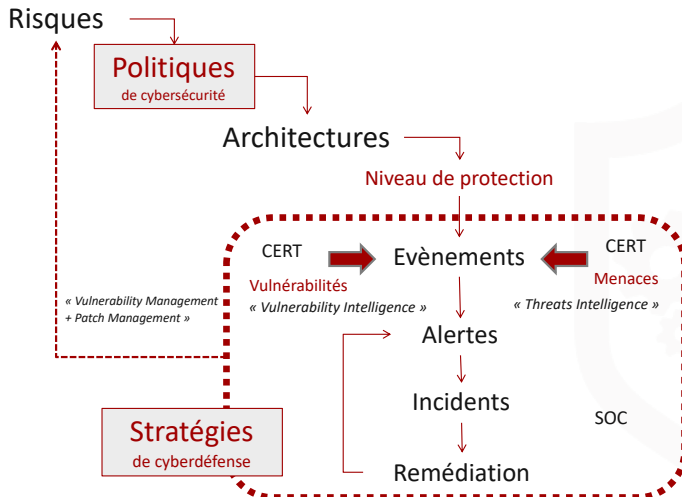 Risques
Politiques
de cybersécurité
Architectures
Niveau de protection
CERT
Evènements
CERT
Vulnérabilités
Menaces
« Vulnerability Management
+ Patch Management »
« Vulnerability Intelligence »
« Threats Intelligence »
Alertes
Incidents
SOC
Stratégies
de cyberdéfense
Remédiation